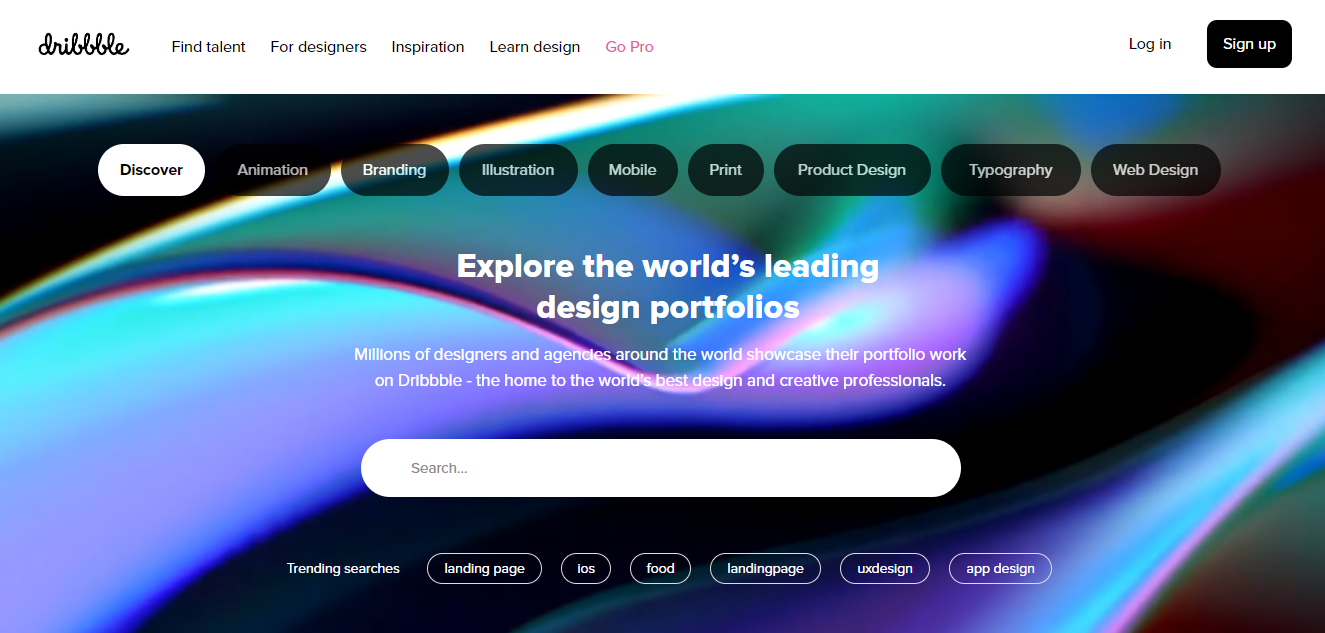 dribbble Find talent For designers Inspiration Learn design Go Pro Log in Sign up
Discover Animation Branding Illustration Mobile Print Product Design Typography Web Design
Explore the world's leading
design portfolios
Millions of designers and agencies around the world showcase their portfolio work
on Dribbble - the home to the world's best design and creative professionals.
Search...
Trending searches landing page ios food landingpage uxdesign app design